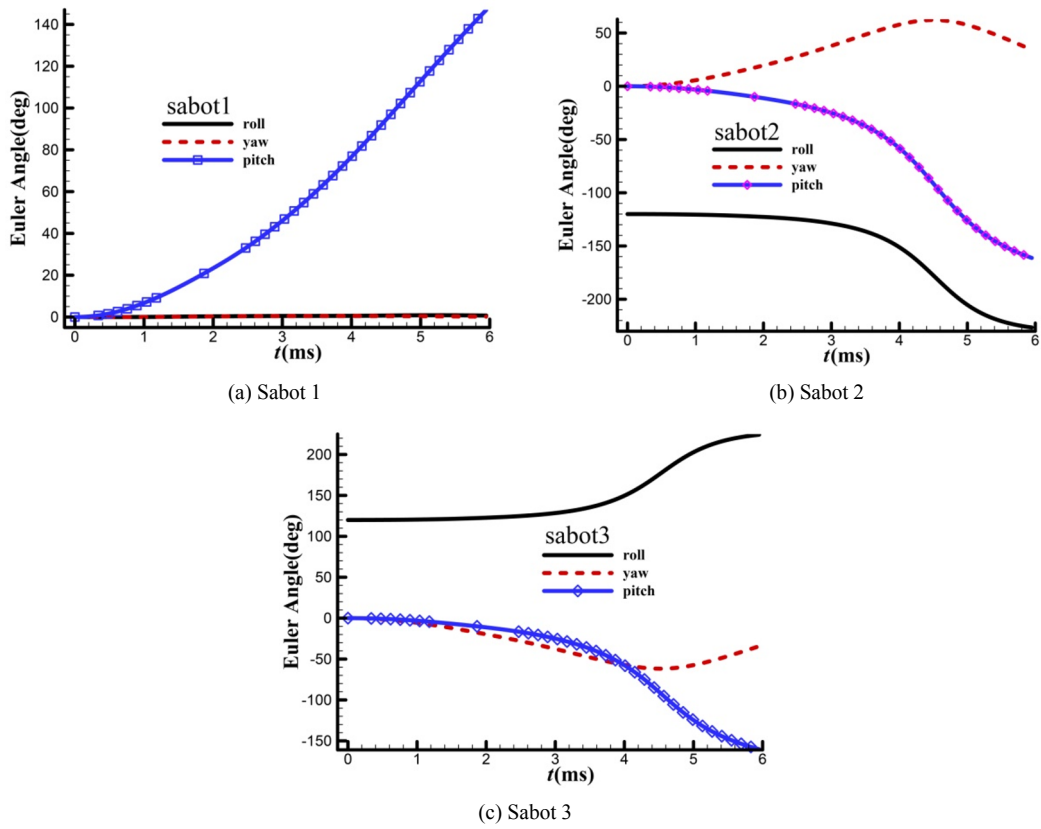 140
120
100
80
60
40
20
0
Euler Angle(deg)
sabot1
roll
yaw
pitch
0 1 2 3 4 5 6
t(ms)
(a) Sabot 1
50
0
-50
-100
-150
-200
Euler Angle(deg)
sabot2
roll
yaw
pitch
0 1 2 3 4 5 6
t(ms)
(b) Sabot 2
200
150
100
50
0
-50
-100
-150
Euler Angle(deg)
sabot3
roll
yaw
pitch
0 1 2 3 4 5 6
t(ms)
(c) Sabot 3